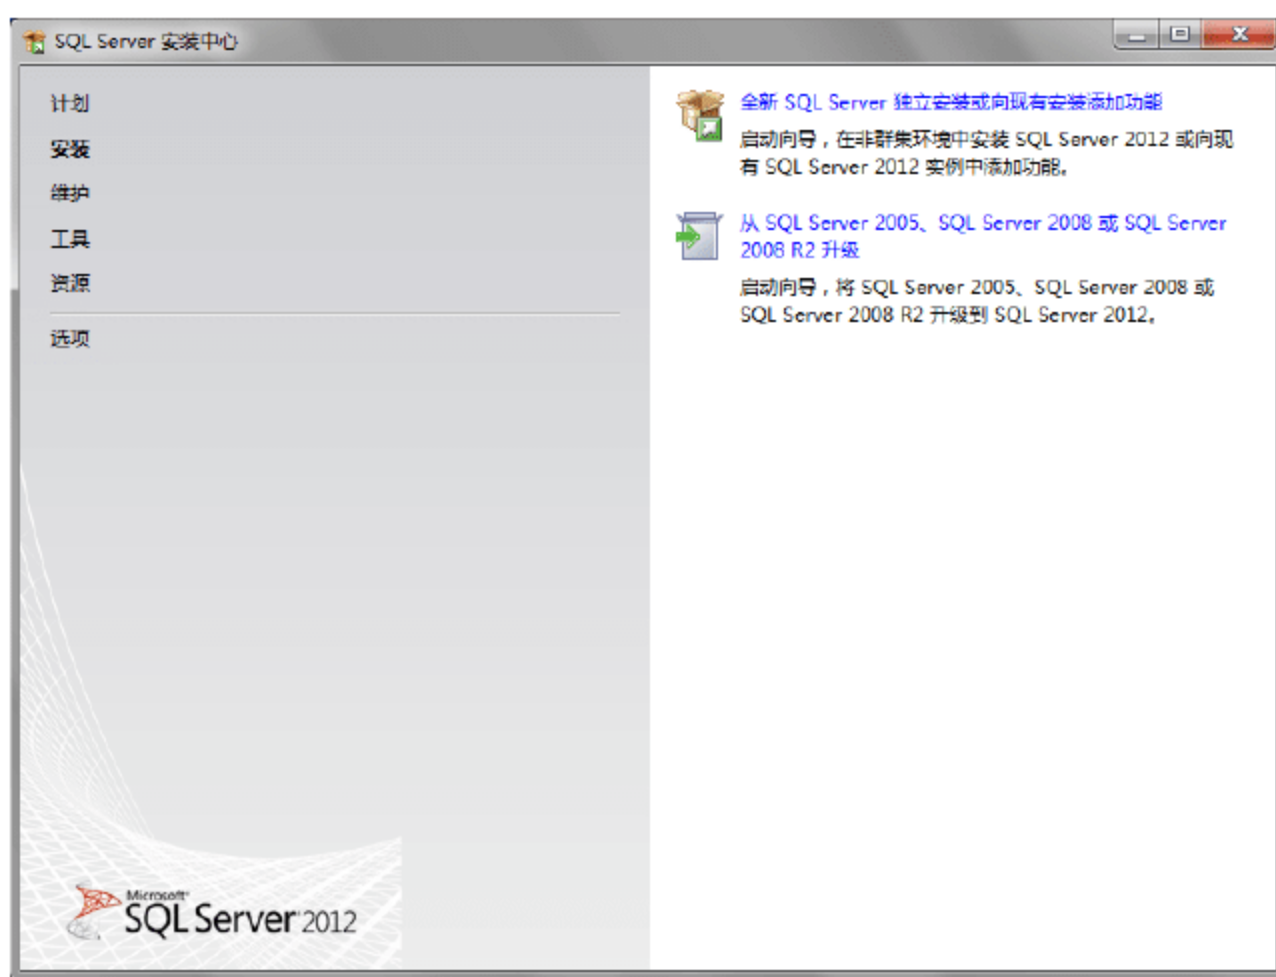 SQL Server 安装中心
计划
安装
维护
工具
资源
选项
全新 SQL Server 独立安装或向现有安装添加功能
启动向导，在非群集环境中安装 SQL Server 2012 或向现
有 SQL Server 2012 实例中添加功能。
从 SQL Server 2005、SQL Server 2008 或 SQL Server
2008 R2 升级
启动向导，将 SQL Server 2005、SQL Server 2008 或
SQL Server 2008 R2 升级到 SQL Server 2012。
Microsoft®
SQL Server® 2012